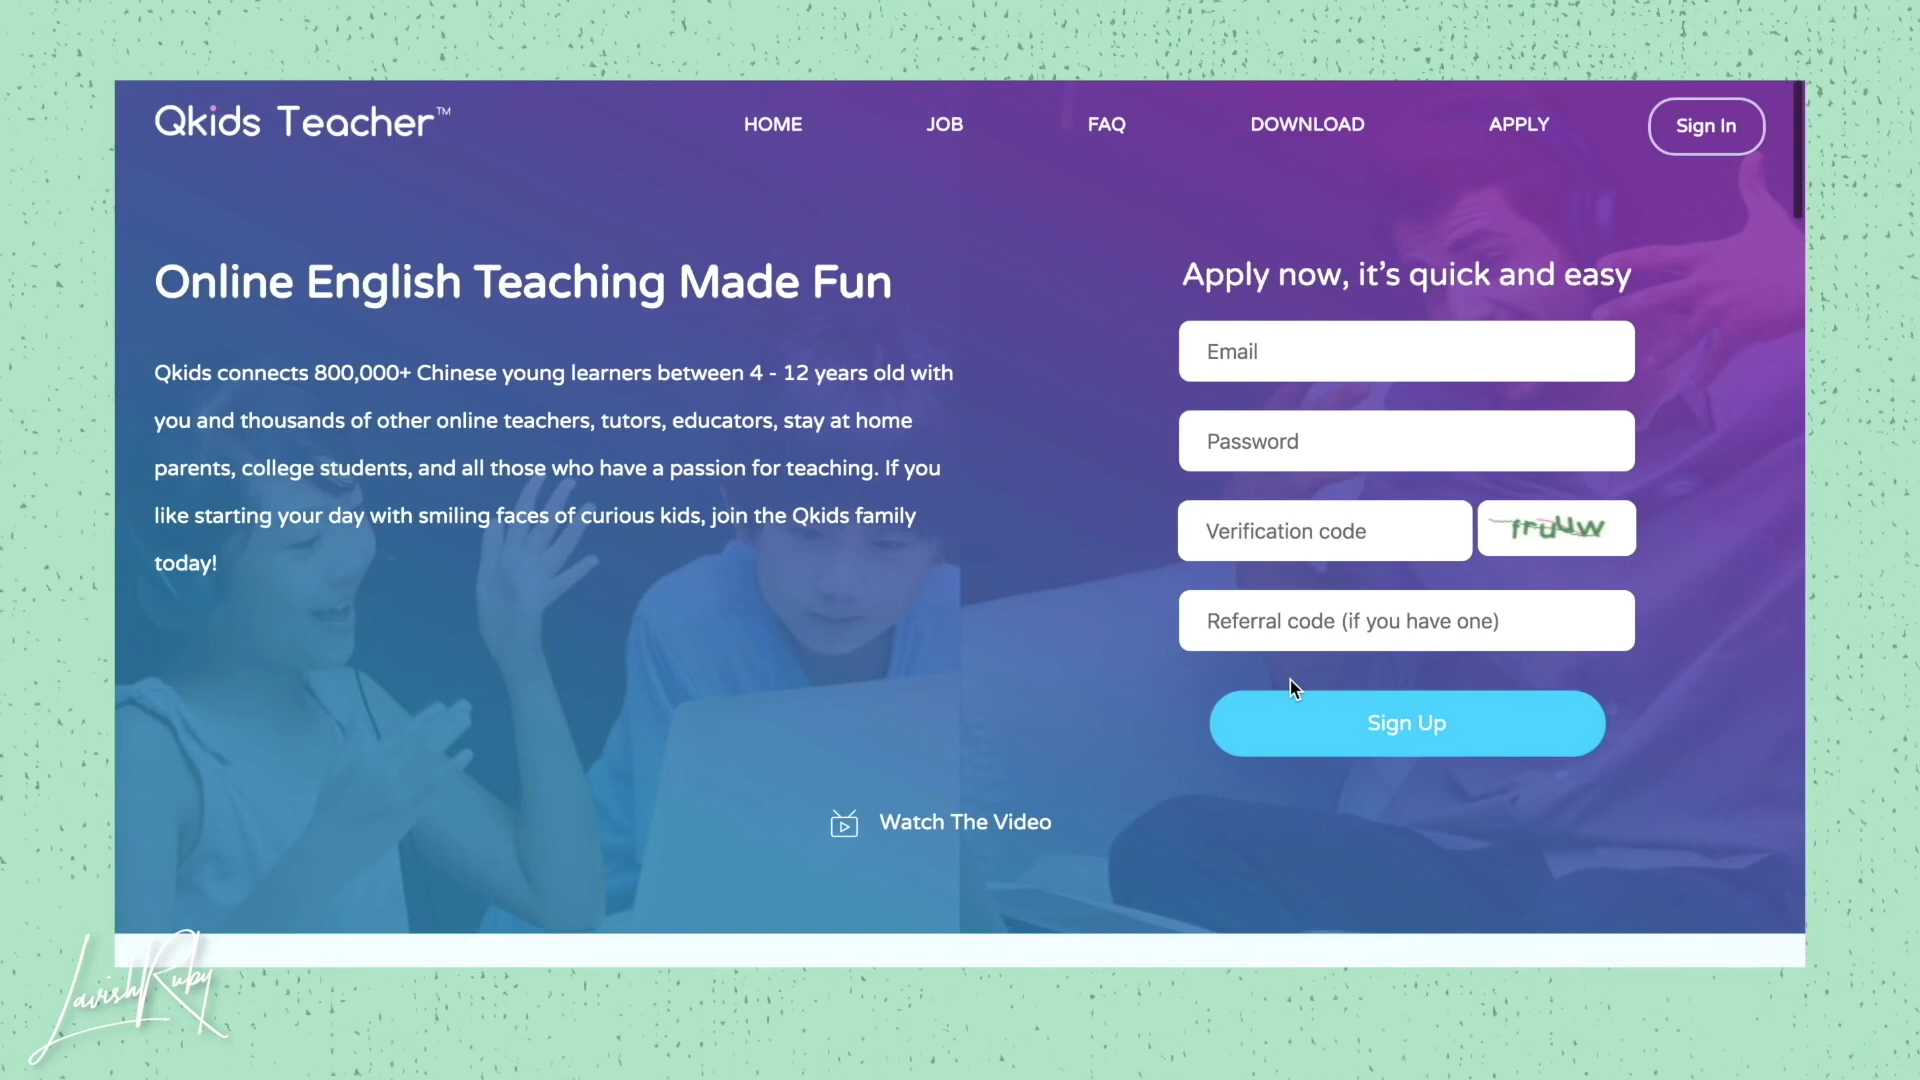 Qkids Teacher™
HOME
JOB
FAQ
DOWNLOAD
APPLY
Sign In
Online English Teaching Made Fun
Qkids connects 800,000+ Chinese young learners between 4 - 12 years old with
you and thousands of other online teachers, tutors, educators, stay at home
parents, college students, and all those who have a passion for teaching. If you
like starting your day with smiling faces of curious kids, join the Qkids family
today!
Apply now, it’s quick and easy
Email
Password
Verification code
fruuw
Referral code (if you have one)
Sign Up
Watch The Video
LavishRuby